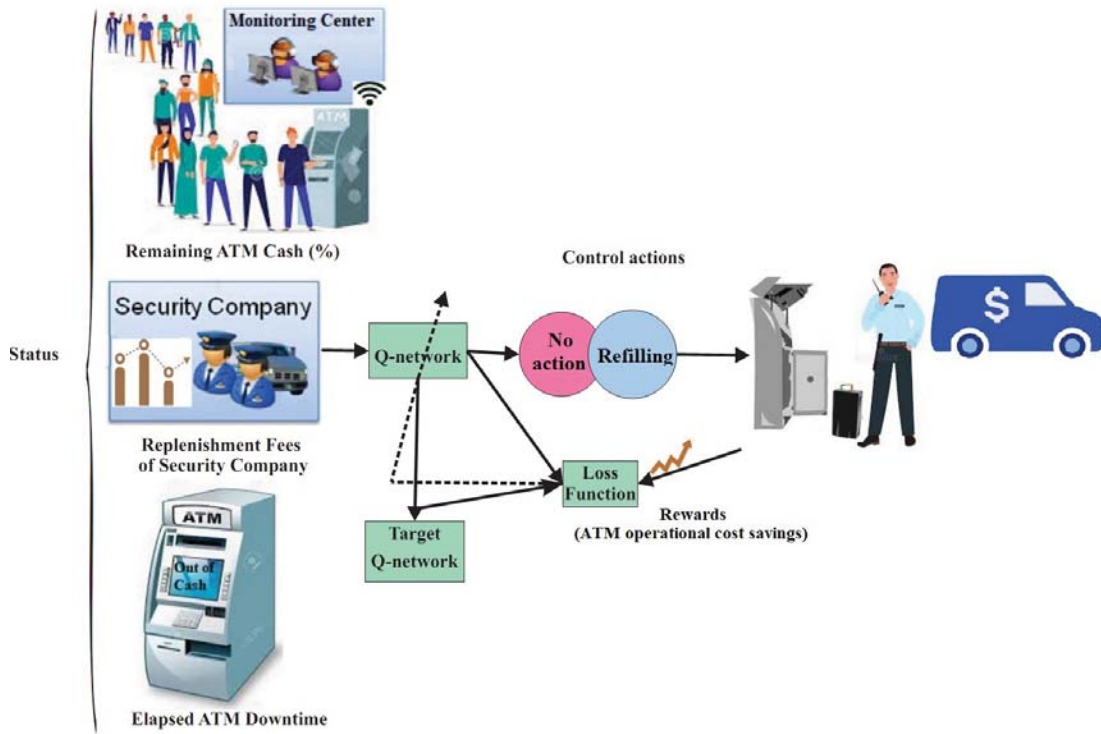 Status
Monitoring Center
ATM
Remaining ATM Cash (%)
Security Company
Replenishment Fees
of Security Company
ATM
Out of
Cash
Elapsed ATM Downtime
Q-network
Target
Q-network
Control actions
No
action
Refilling
$
Loss
Function
Rewards
(ATM operational cost savings)